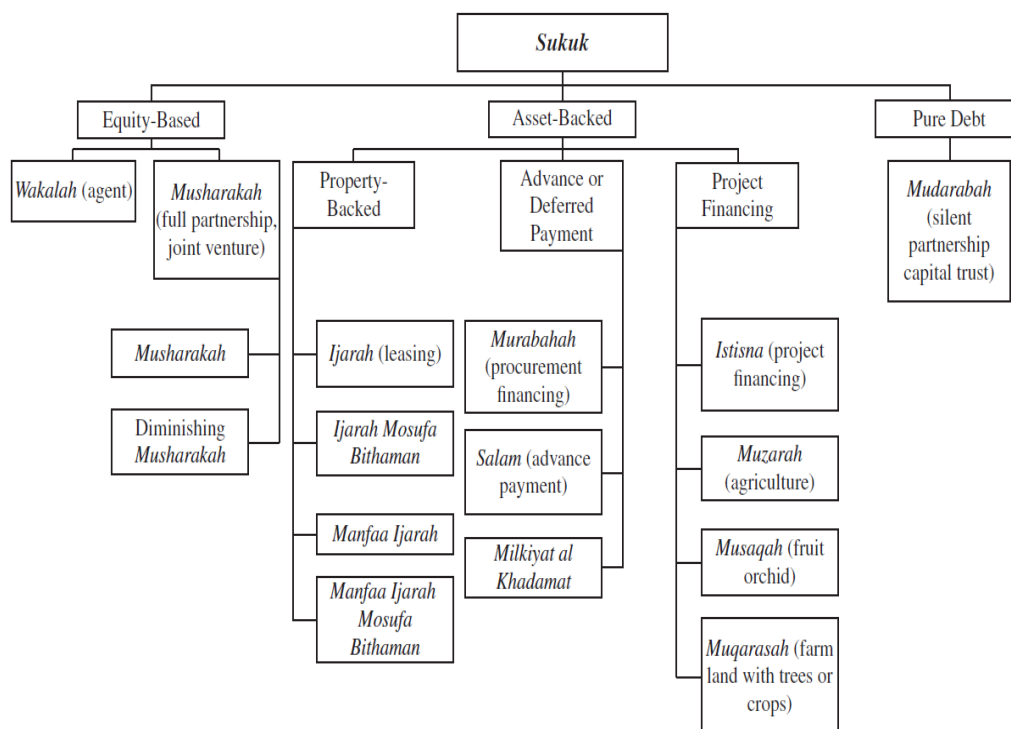 Sukuk
Equity-Based
Asset-Backed
Pure Debt
Wakalah (agent)
Musharakah
(full partnership,
joint venture)
Property-
Backed
Advance or
Deferred
Payment
Project
Financing
Mudarabah
(silent
partnership
capital trust)
Musharakah
Diminishing
Musharakah
Ijarah (leasing)
Ijarah Mosufa
Bithaman
Manfaa Ijarah
Manfaa Ijarah
Mosufa
Bithaman
Murabahah
(procurement
financing)
Salam (advance
payment)
Milkiyat al
Khadamat
Istisna (project
financing)
Muzarah
(agriculture)
Musaqah (fruit
orchid)
Muqarasah (farm
land with trees or
crops)